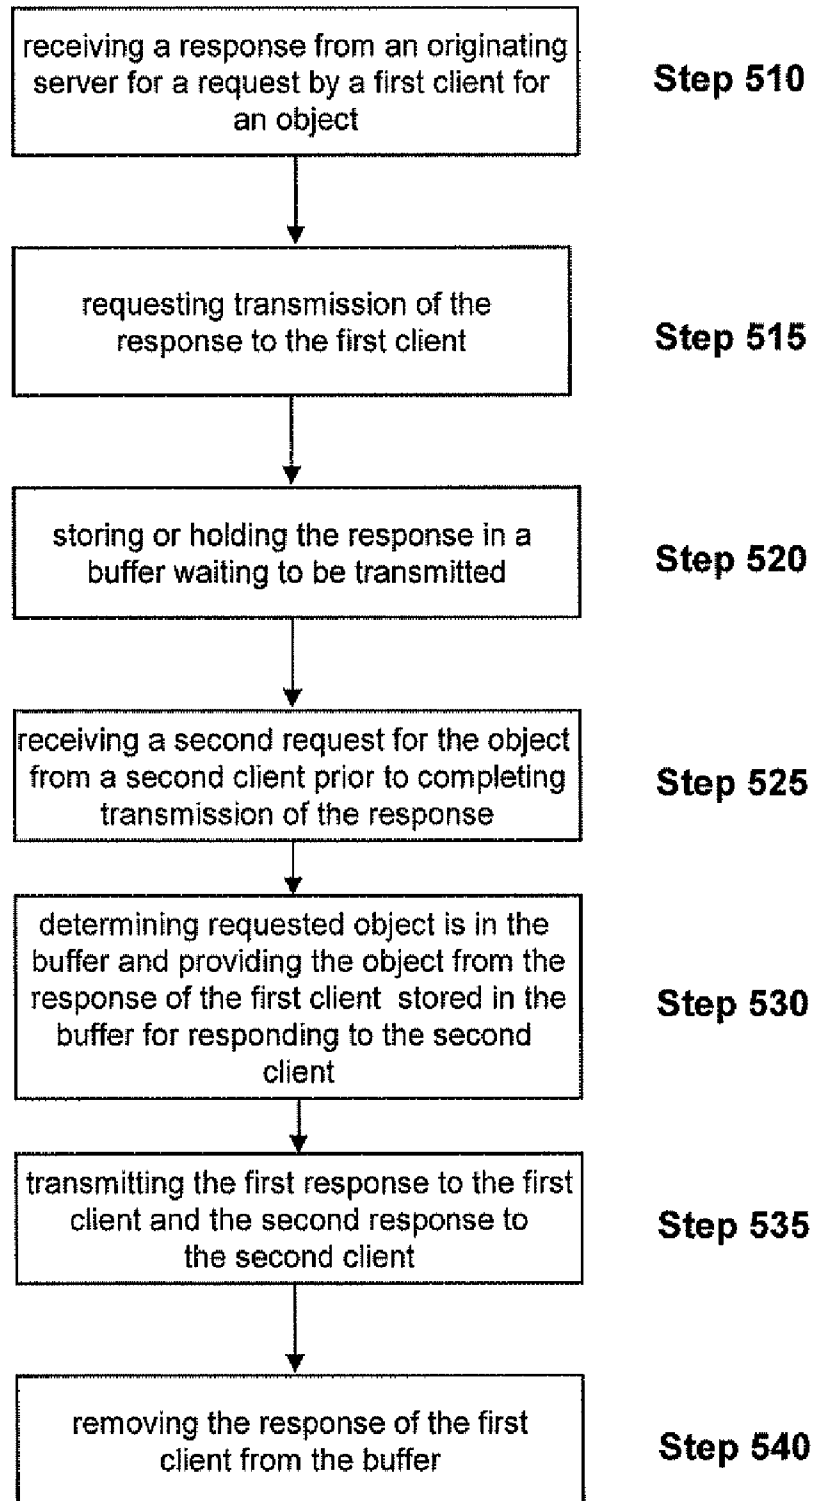 receiving a response from an originating
server for a request by a first client for
an object
Step 510
requesting transmission of the
response to the first client
Step 515
storing or holding the response in a
buffer waiting to be transmitted
Step 520
receiving a second request for the object
from a second client prior to completing
transmission of the response
Step 525
determining requested object is in the
buffer and providing the object from the
response of the first client stored in the
buffer for responding to the second
client
Step 530
transmitting the first response to the first
client and the second response to
the second client
Step 535
removing the response of the first
client from the buffer
Step 540